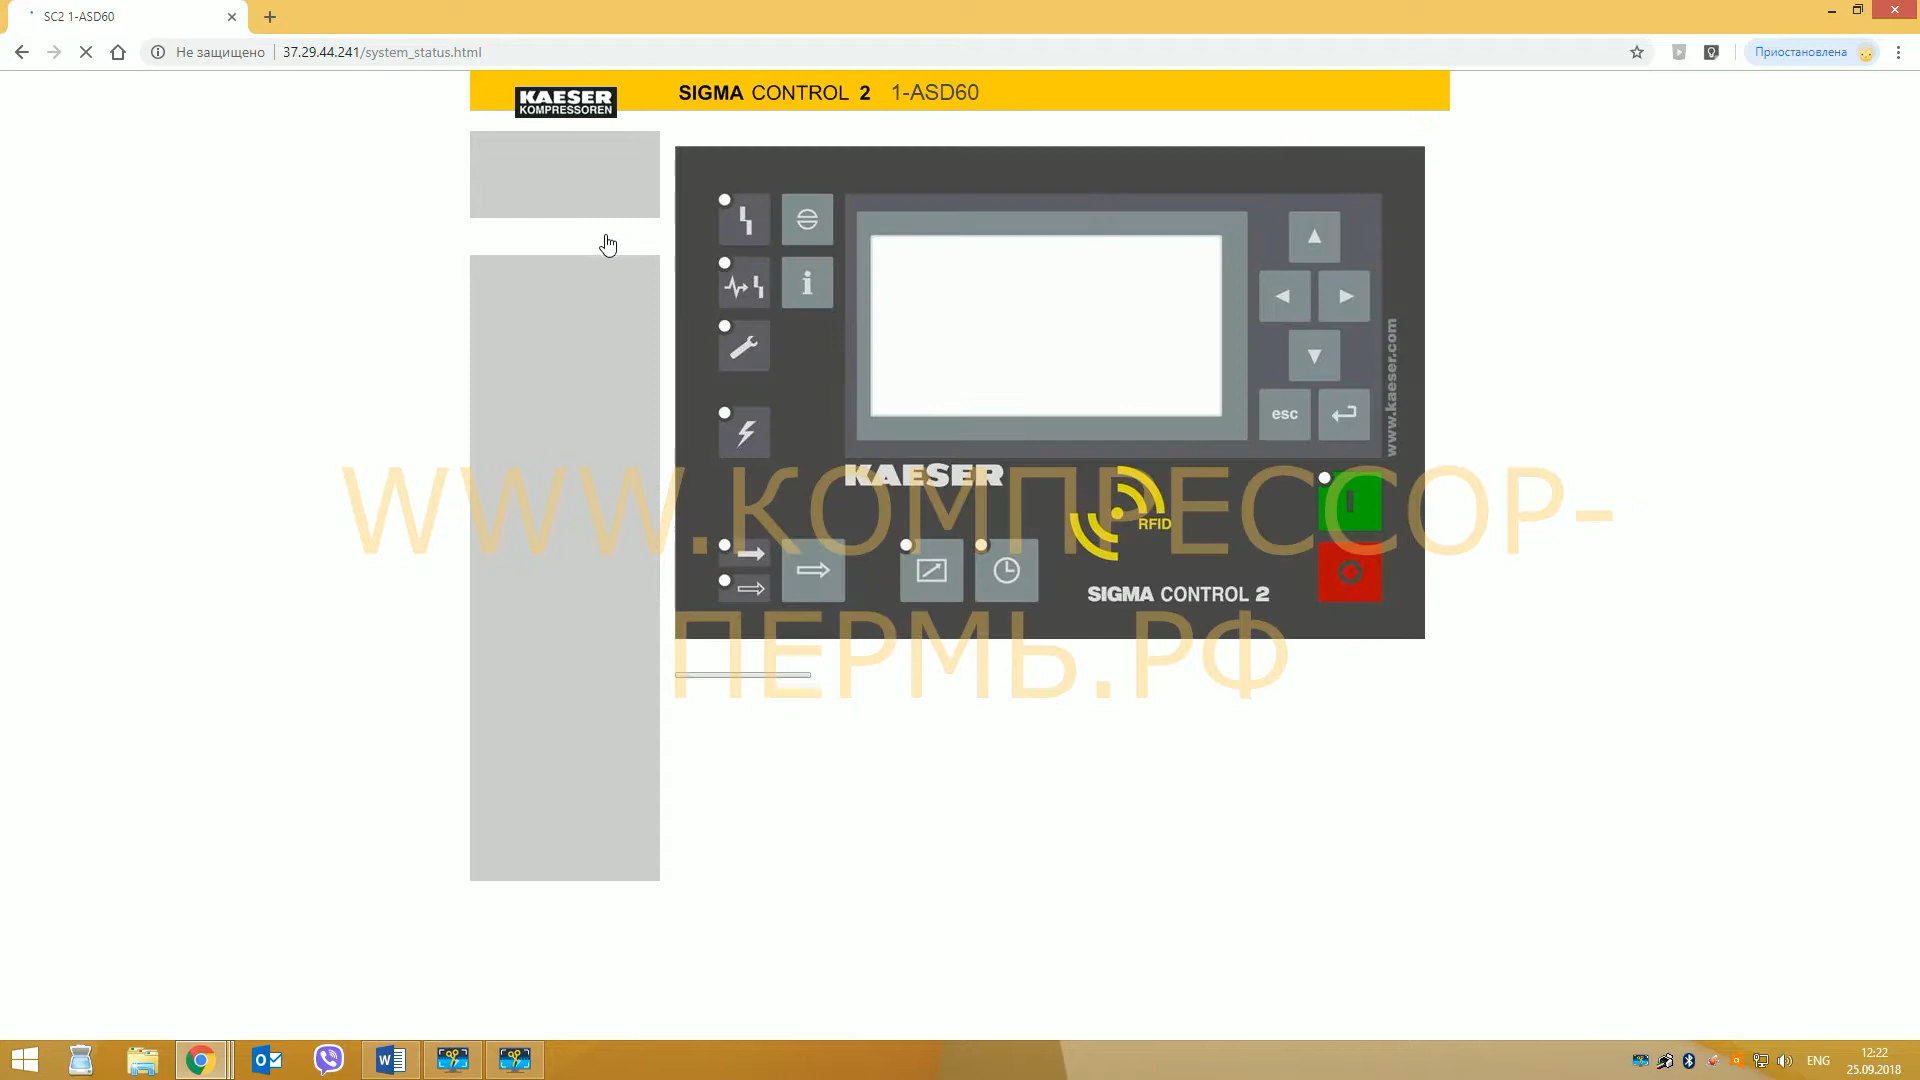 SC2 1-ASD60
Не защищено
37.29.44.241/system_status.html
Приостановлена
KAESER
KOMPRESSOREN
SIGMA CONTROL 2 1-ASD60
i
esc
www.kaeser.com
KAESER
RFID
SIGMA CONTROL 2
WWW.КОМПРЕССОР-
ПЕРМЬ.РФ
ENG
12:22
25.09.2018